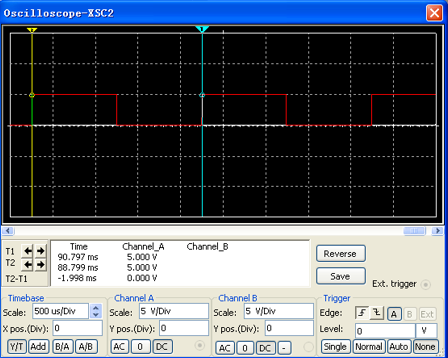 Oscilloscope-XSC2
1 2
Time Channel_A Channel_B
T1 90.797 ms 5.000 V
T2 88.799 ms 5.000 V
T2-T1 -1.998 ms 0.000 V
Reverse
Save
Ext. trigger
Timebase Channel A Channel B Trigger
Scale: 500 us/Div Scale: 5 V/Div Scale: 5 V/Div Edge: A B Ext
X pos.(Div): 0 Y pos.(Div): 0 Y pos.(Div): 0 Level: 0 V
Y/T Add B/A A/B AC 0 DC AC 0 DC - Single Normal Auto None